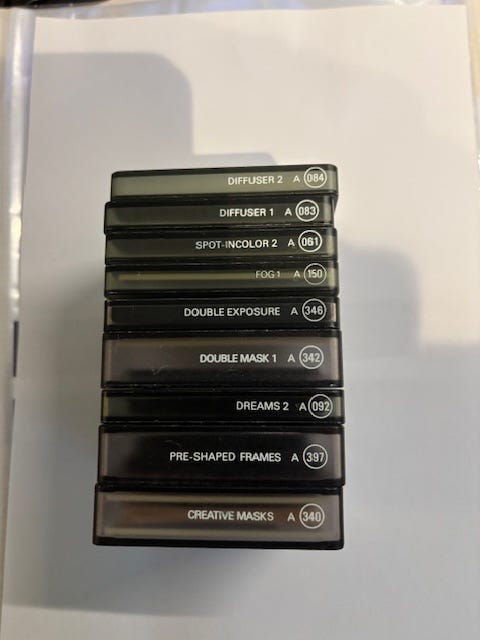 DIFFUSER 2 A 084
DIFFUSER 1 A 083
SPOT-INCOLOR 2 A 061
FOG 1 A 150
DOUBLE EXPOSURE A 346
DOUBLE MASK 1 A 342
DREAMS 2 A 092
PRE-SHAPED FRAMES A 397
CREATIVE MASKS A 340